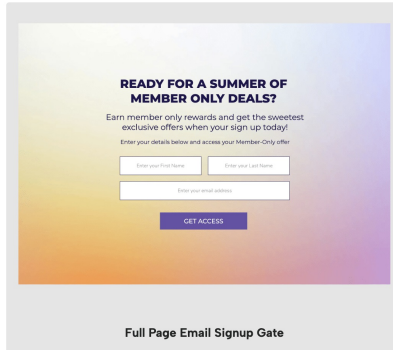 READY FOR A SUMMER OF
MEMBER ONLY DEALS?
Earn member only rewards and get the sweetest
exclusive offers when your sign up today!
Enter your details below and access your Member-Only offer
Enter your First Name
Enter your Last Name
Enter your email address
GET ACCESS
Full Page Email Signup Gate